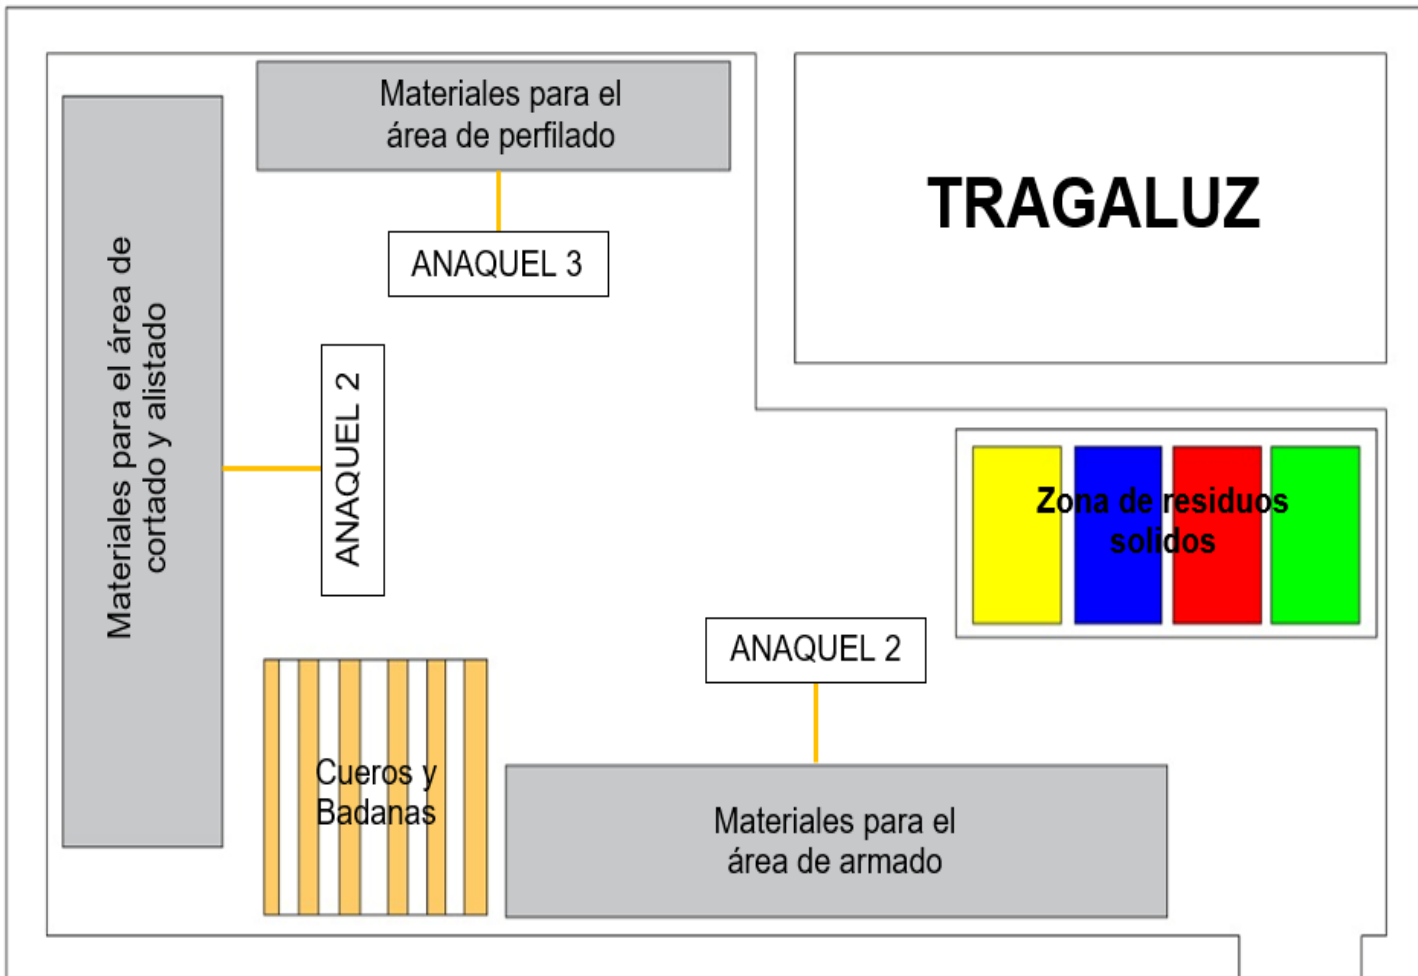 Materiales para el
área de perfilado
TRAGALUZ
ANAQUEL 3
Materiales para el área de
cortado y alistado
ANAQUEL 2
Zona de residuos
solidos
ANAQUEL 2
Cueros y
Badanas
Materiales para el
área de armado